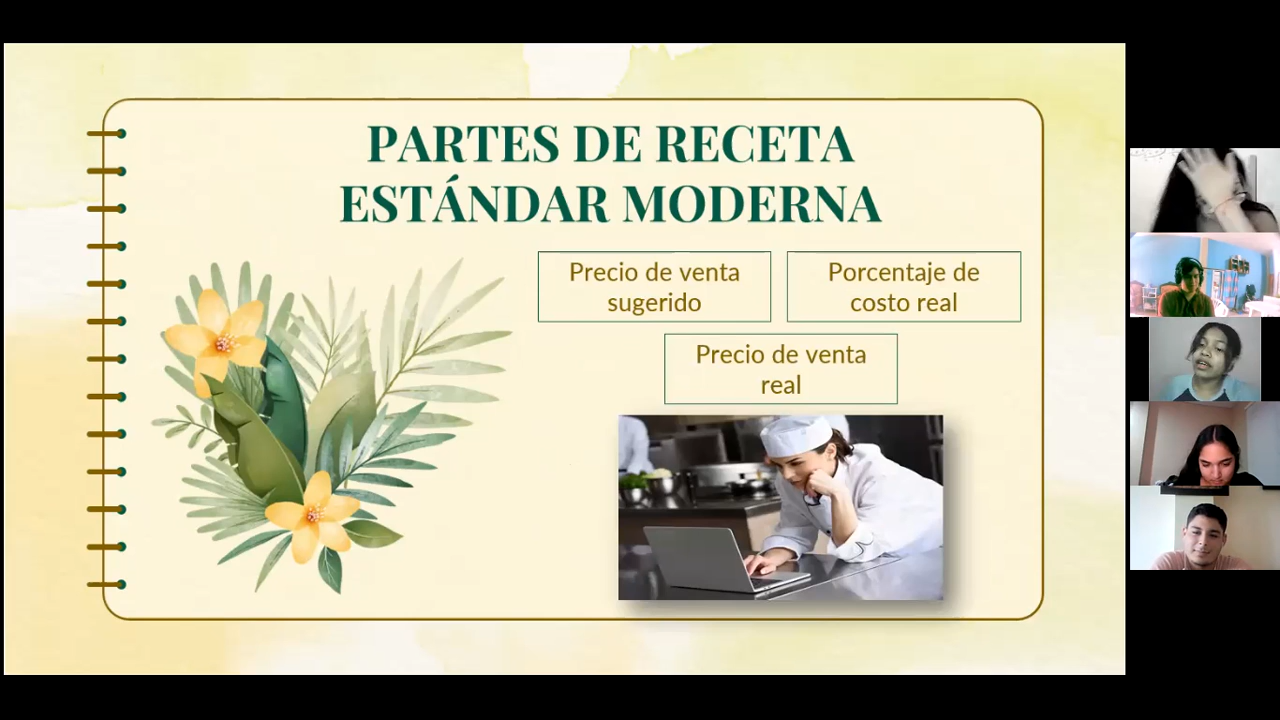 PARTES DE RECETA
ESTÁNDAR MODERNA
Precio de venta
sugerido
Porcentaje de
costo real
Precio de venta
real